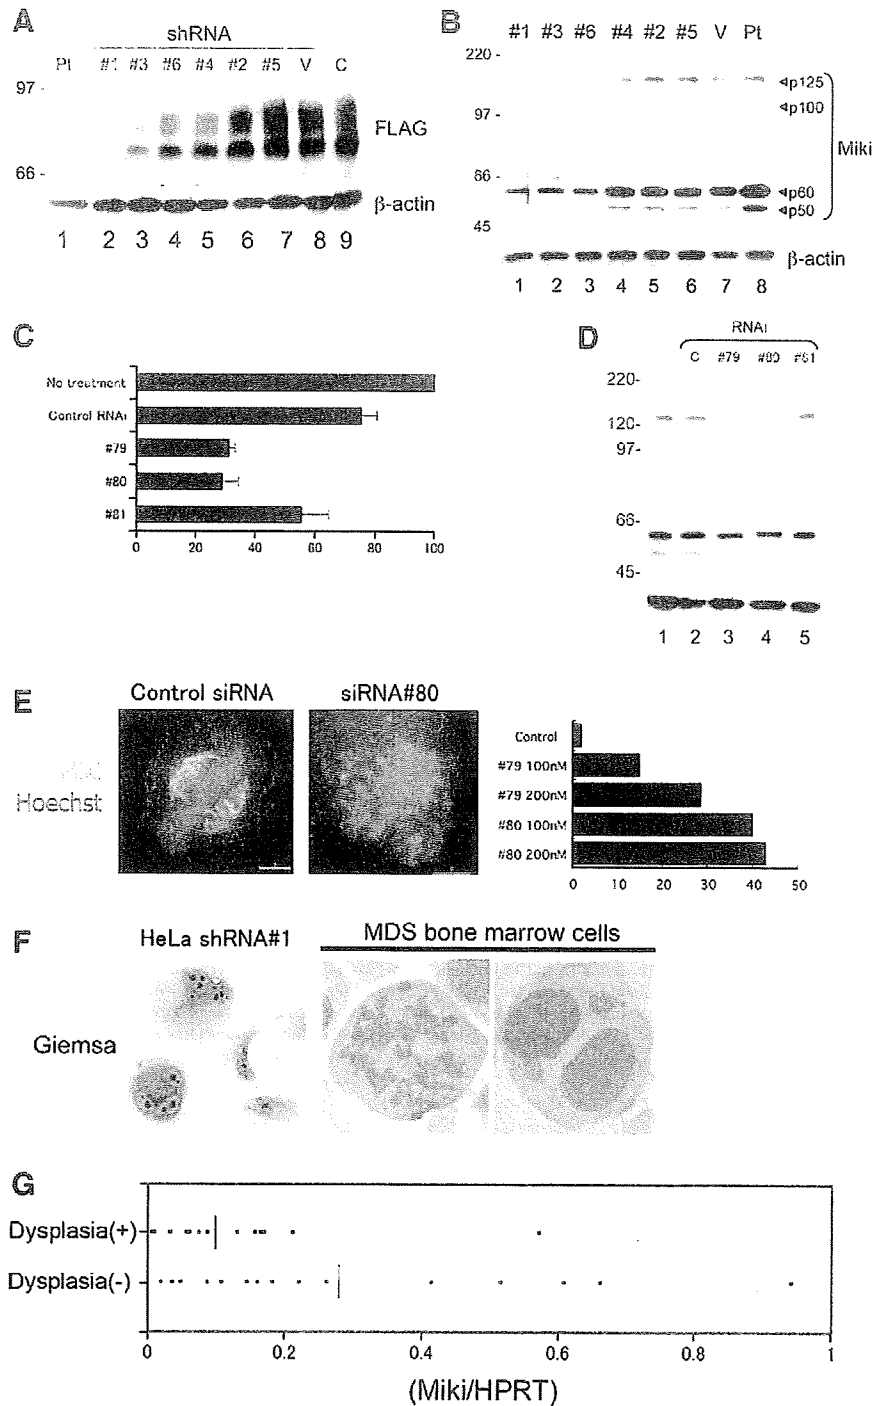 A
shRNA
Pt #1 #3 #6 #4 #2 #5 V C
97 -
FLAG
66 -
β-actin
1 2 3 4 5 6 7 8 9
B
#1 #3 #6 #4 #2 #5 V Pt
220 -
p125
97 -
p100
Miki
66 -
p60
p50
45
β-actin
1 2 3 4 5 6 7 8
C
No treatment
Control RNAi
#79
#80
#81
0 20 40 60 80 100
D
RNAi
C #79 #80 #81
220-
120-
97-
66-
45-
1 2 3 4 5
E
Control siRNA
siRNA#80
Hoechst
Control
#79 100nM
#79 200nM
#80 100nM
#80 200nM
0 10 20 30 40 50
F
HeLa shRNA#1
MDS bone marrow cells
Giemsa
G
Dysplasia(+)
Dysplasia(-)
0 0.2 0.4 0.6 0.8 1
(Miki/HPRT)